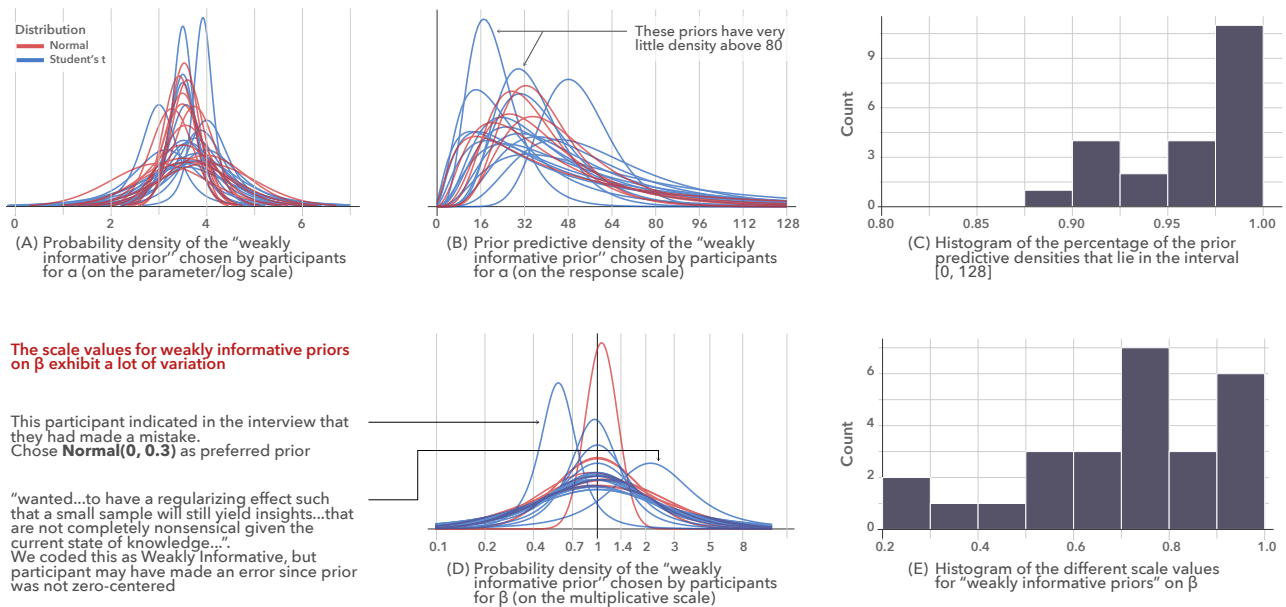 Distribution
Normal
Student's t
0
2
4
6
(A) Probability density of the "weakly
informative prior'' chosen by participants
for α (on the parameter/log scale)
These priors have very
little density above 80
0
16
32
48
64
80
96
112
128
(B) Prior predictive density of the "weakly
informative prior'' chosen by participants
for α (on the response scale)
Count
9
6
3
0
0.80
0.85
0.90
0.95
1.00
(C) Histogram of the percentage of the prior
predictive densities that lie in the interval
[0, 128]
The scale values for weakly informative priors
on β exhibit a lot of variation
This participant indicated in the interview that
they had made a mistake.
Chose Normal(0, 0.3) as preferred prior
"wanted...to have a regularizing effect such
that a small sample will still yield insights...that
are not completely nonsensical given the
current state of knowledge...".
We coded this as Weakly Informative, but
participant may have made an error since prior
was not zero-centered
0.1
0.2
0.4
0.7
1
1.4
2
3
5
8
(D) Probability density of the "weakly
informative prior'' chosen by participants
for β (on the multiplicative scale)
Count
6
4
2
0
0.2
0.4
0.6
0.8
1.0
(E) Histogram of the different scale values
for "weakly informative priors" on β